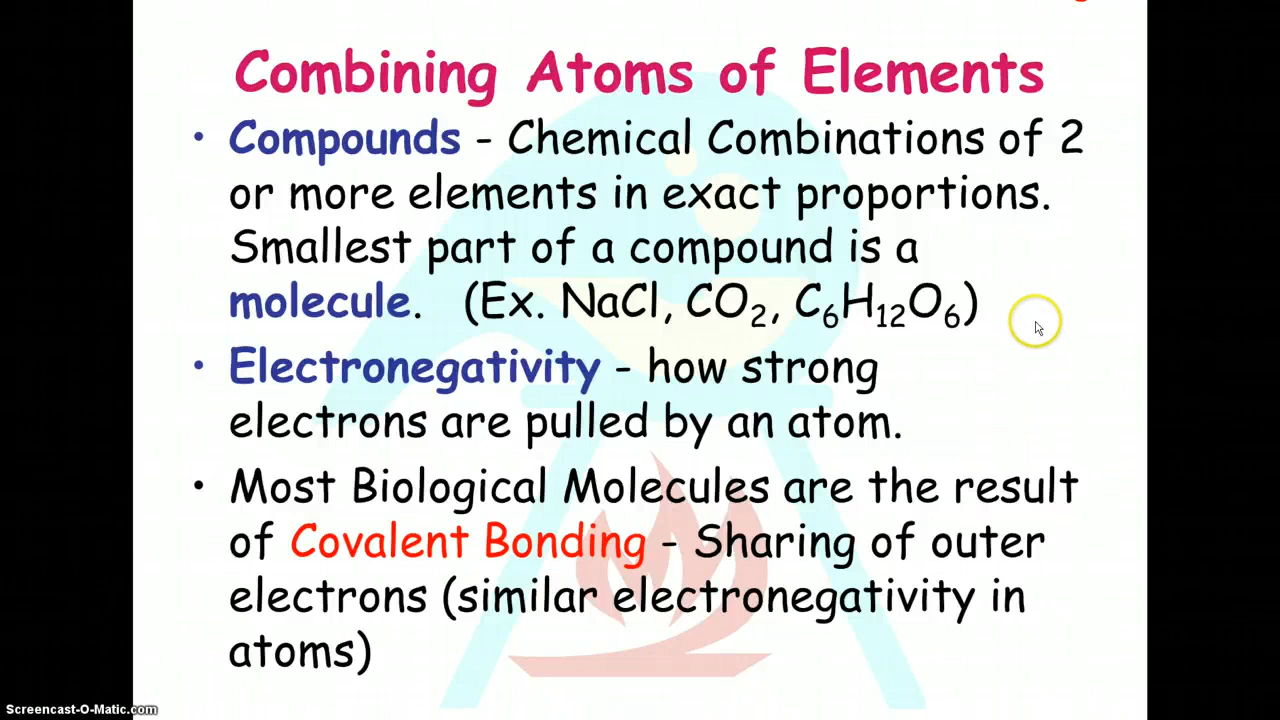 Combining Atoms of Elements
• Compounds - Chemical Combinations of 2
or more elements in exact proportions.
Smallest part of a compound is a
molecule. (Ex. NaCl, CO₂, C₆H₁₂O₆)
• Electronegativity - how strong
electrons are pulled by an atom.
• Most Biological Molecules are the result
of Covalent Bonding - Sharing of outer
electrons (similar electronegativity in
atoms)
Screencast-O-Matic.com